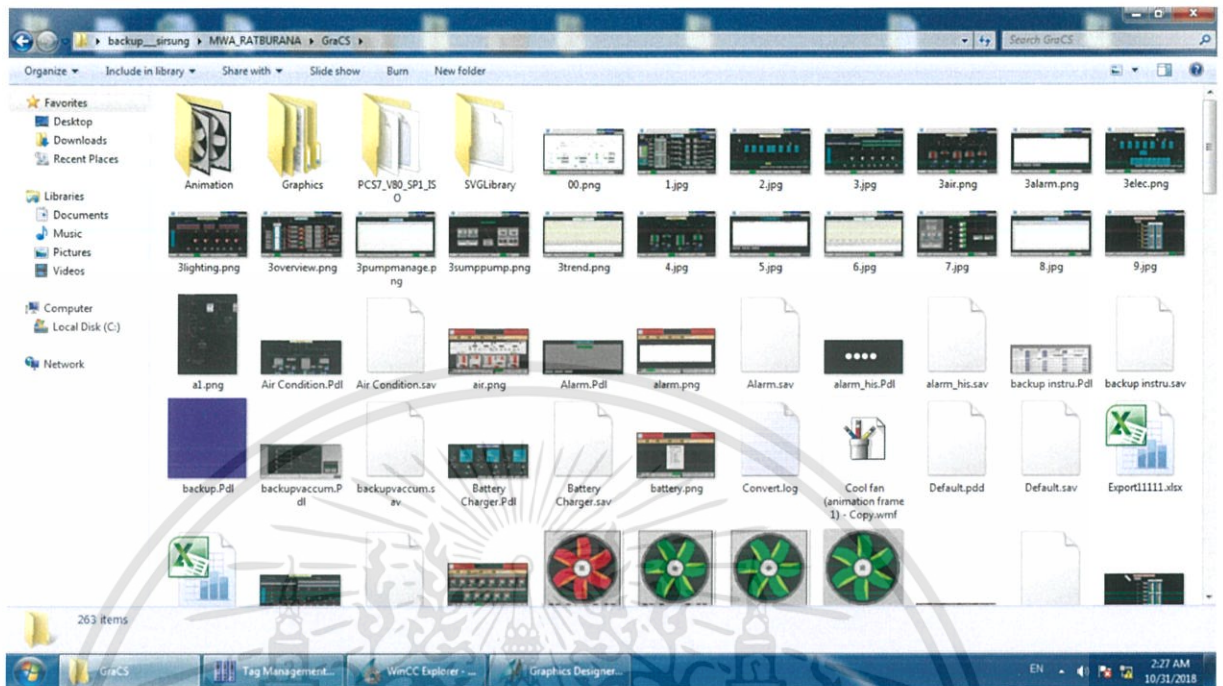 backup__sirsung ▸ MWA_RATBURANA ▸ GraCS ▸
Search GraCS
Organize ▾ Include in library ▾ Share with ▾ Slide show Burn New folder
Favorites
Desktop
Downloads
Recent Places
Libraries
Documents
Music
Pictures
Videos
Computer
Local Disk (C:)
Network
Animation Graphics PCS7_V80_SP1_IS SVGLibrary 00.png 1.jpg 2.jpg 3.jpg 3air.png 3alarm.png 3elec.png
O
3lighting.png 3overview.png 3pumpmanage.p 3sumppump.png 3trend.png 4.jpg 5.jpg 6.jpg 7.jpg 8.jpg 9.jpg
ng
a1.png Air Condition.Pdl Air Condition.sav air.png Alarm.Pdl alarm.png Alarm.sav alarm_his.Pdl alarm_his.sav backup instru.Pdl backup instru.sav
backup.Pdl backupvaccum.P backupvaccum.s Battery Battery battery.png Convert.log Cool fan Default.pdd Default.sav Export11111.xlsx
dl av Charger.Pdl Charger.sav (animation frame
1) - Copy.wmf
263 items
GraCS Tag Management... WinCC Explorer - ... Graphics Designer... EN 2:27 AM
10/31/2018